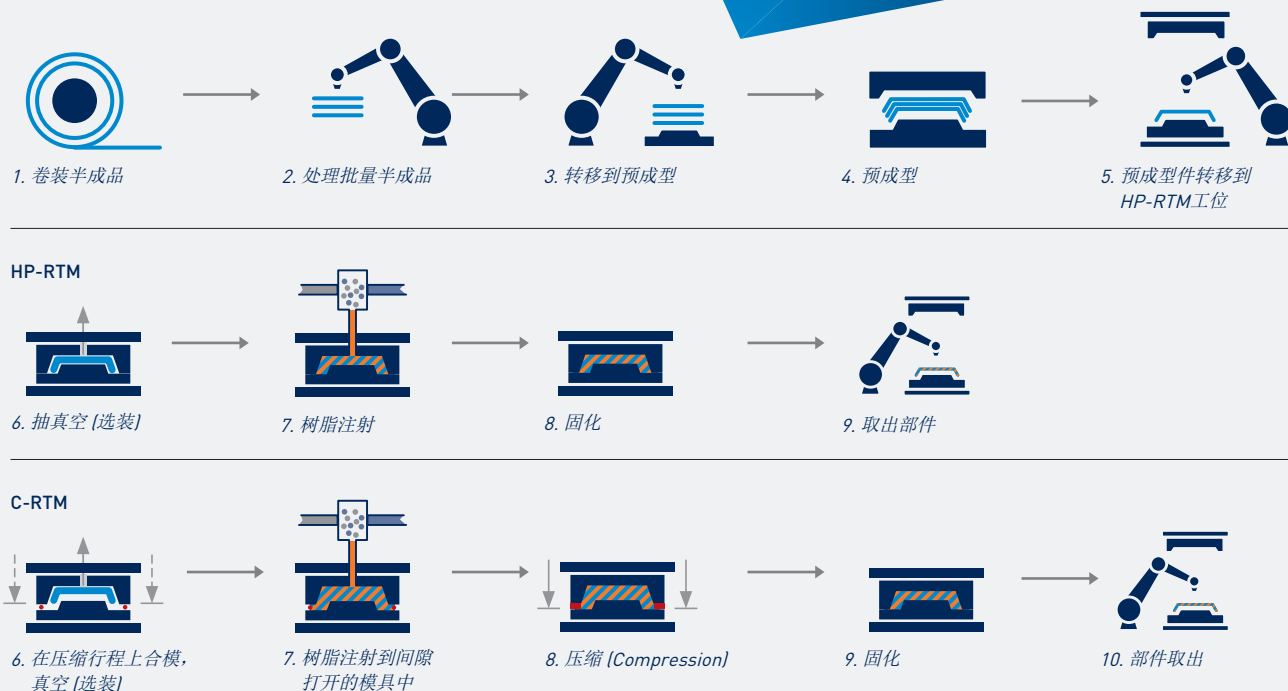 1. 卷装半成品
2. 处理批量半成品
3. 转移到预成型
4. 预成型
5. 预成型件转移到
HP-RTM工位
HP-RTM
6. 抽真空 (选装)
7. 树脂注射
8. 固化
9. 取出部件
C-RTM
6. 在压缩行程上合模，
真空 (选装)
7. 树脂注射到间隙
打开的模具中
8. 压缩 (Compression)
9. 固化
10. 部件取出